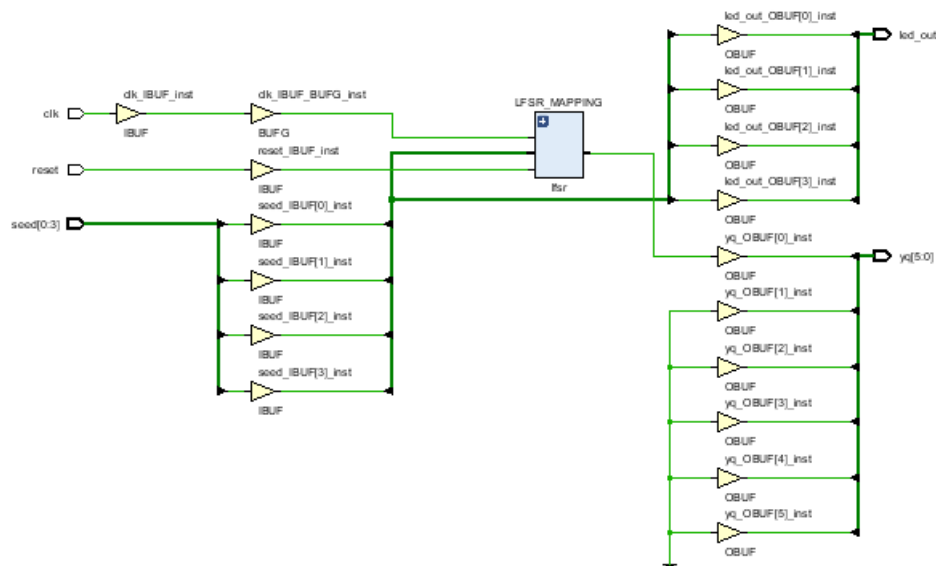 clk
clk_IBUF_inst
IBUF
clk_IBUF_BUFG_inst
BUFG
reset
reset_IBUF_inst
IBUF
seed[0:3]
seed_IBUF[0]_inst
IBUF
seed_IBUF[1]_inst
IBUF
seed_IBUF[2]_inst
IBUF
seed_IBUF[3]_inst
IBUF
LFSR_MAPPING
lfsr
led_out_OBUF[0]_inst
OBUF
led_out_OBUF[1]_inst
OBUF
led_out_OBUF[2]_inst
OBUF
led_out_OBUF[3]_inst
OBUF
led_out
yq_OBUF[0]_inst
OBUF
yq_OBUF[1]_inst
OBUF
yq_OBUF[2]_inst
OBUF
yq_OBUF[3]_inst
OBUF
yq_OBUF[4]_inst
OBUF
yq_OBUF[5]_inst
OBUF
yq[5:0]